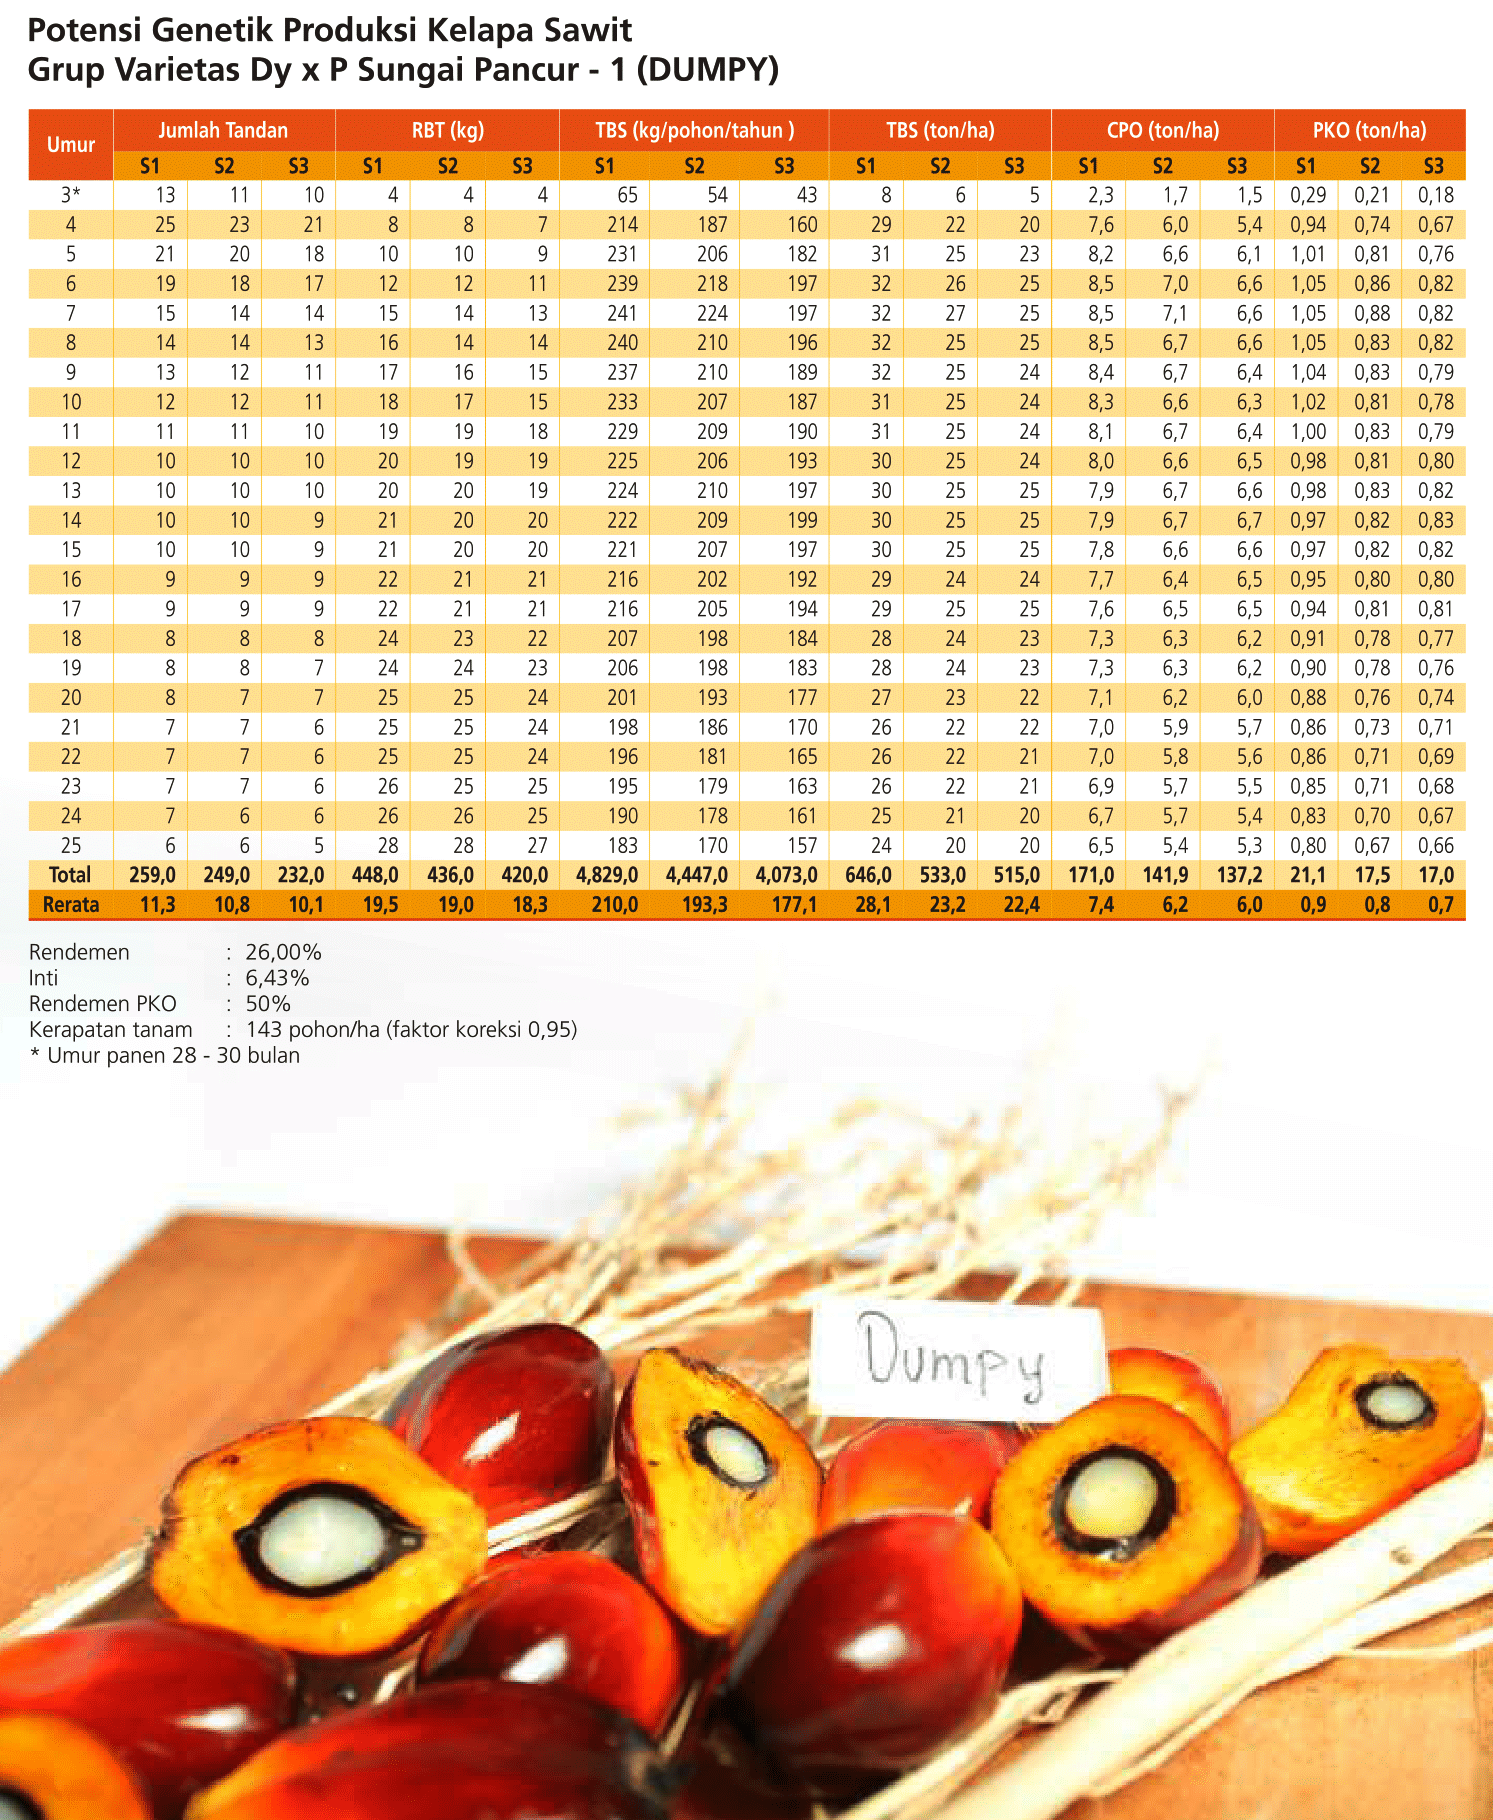 Potensi Genetik Produksi Kelapa Sawit
Grup Varietas Dy x P Sungai Pancur - 1 (DUMPY)
Umur Jumlah Tandan RBT (kg) TBS (kg/pohon/tahun ) TBS (ton/ha) CPO (ton/ha) PKO (ton/ha)
S1 S2 S3 S1 S2 S3 S1 S2 S3 S1 S2 S3 S1 S2 S3 S1 S2 S3
3* 13 11 10 4 4 4 65 54 43 8 6 5 2,3 1,7 1,5 0,29 0,21 0,18
4 25 23 21 8 8 7 214 187 160 29 22 20 7,6 6,0 5,4 0,94 0,74 0,67
5 21 20 18 10 10 9 231 206 182 31 25 23 8,2 6,6 6,1 1,01 0,81 0,76
6 19 18 17 12 12 11 239 218 197 32 26 25 8,5 7,0 6,6 1,05 0,86 0,82
7 15 14 14 15 14 13 241 224 197 32 27 25 8,5 7,1 6,6 1,05 0,88 0,82
8 14 14 13 16 14 14 240 210 196 32 25 25 8,5 6,7 6,6 1,05 0,83 0,82
9 13 12 11 17 16 15 237 210 189 32 25 24 8,4 6,7 6,4 1,04 0,83 0,79
10 12 12 11 18 17 15 233 207 187 31 25 24 8,3 6,6 6,3 1,02 0,81 0,78
11 11 11 10 19 19 18 229 209 190 31 25 24 8,1 6,7 6,4 1,00 0,83 0,79
12 10 10 10 20 19 19 225 206 193 30 25 24 8,0 6,6 6,5 0,98 0,81 0,80
13 10 10 10 20 20 19 224 210 197 30 25 25 7,9 6,7 6,6 0,98 0,83 0,82
14 10 10 9 21 20 20 222 209 199 30 25 25 7,9 6,7 6,7 0,97 0,82 0,83
15 10 10 9 21 20 20 221 207 197 30 25 25 7,8 6,6 6,6 0,97 0,82 0,82
16 9 9 9 22 21 21 216 202 192 29 24 24 7,7 6,4 6,5 0,95 0,80 0,80
17 9 9 9 22 21 21 216 205 194 29 25 25 7,6 6,5 6,5 0,94 0,81 0,81
18 8 8 8 24 23 22 207 198 184 28 24 23 7,3 6,3 6,2 0,91 0,78 0,77
19 8 8 7 24 24 23 206 198 183 28 24 23 7,3 6,3 6,2 0,90 0,78 0,76
20 8 7 7 25 25 24 201 193 177 27 23 22 7,1 6,2 6,0 0,88 0,76 0,74
21 7 7 6 25 25 24 198 186 170 26 22 22 7,0 5,9 5,7 0,86 0,73 0,71
22 7 7 6 25 25 24 196 181 165 26 22 21 7,0 5,8 5,6 0,86 0,71 0,69
23 7 7 6 26 25 25 195 179 163 26 22 21 6,9 5,7 5,5 0,85 0,71 0,68
24 7 6 6 26 26 25 190 178 161 25 21 20 6,7 5,7 5,4 0,83 0,70 0,67
25 6 6 5 28 28 27 183 170 157 24 20 20 6,5 5,4 5,3 0,80 0,67 0,66
Total 259,0 249,0 232,0 448,0 436,0 420,0 4,829,0 4,447,0 4,073,0 646,0 533,0 515,0 171,0 141,9 137,2 21,1 17,5 17,0
Rerata 11,3 10,8 10,1 19,5 19,0 18,3 210,0 193,3 177,1 28,1 23,2 22,4 7,4 6,2 6,0 0,9 0,8 0,7
Rendemen : 26,00%
Inti : 6,43%
Rendemen PKO : 50%
Kerapatan tanam : 143 pohon/ha (faktor koreksi 0,95)
* Umur panen 28 - 30 bulan
Dumpy